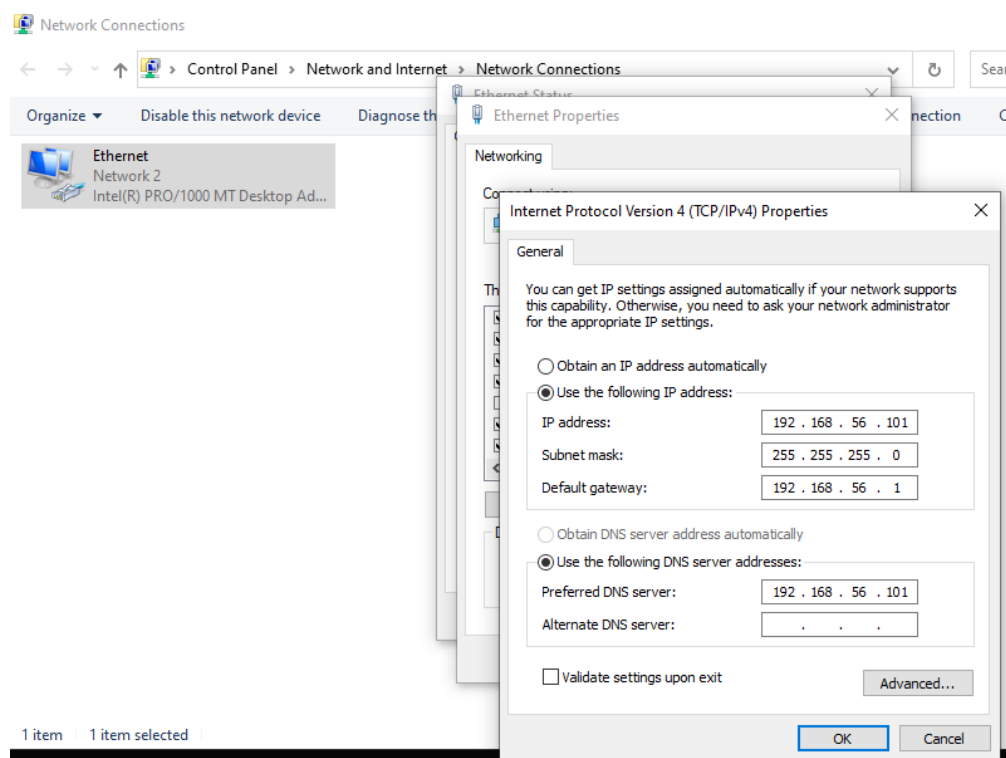 Network Connections
Control Panel > Network and Internet > Network Connections
Organize Disable this network device Diagnose th
Ethernet
Network 2
Intel(R) PRO/1000 MT Desktop Ad...
Ethernet Status
Ethernet Properties
nection
Networking
Connect using:
Th
Internet Protocol Version 4 (TCP/IPv4) Properties
General
You can get IP settings assigned automatically if your network supports
this capability. Otherwise, you need to ask your network administrator
for the appropriate IP settings.
Obtain an IP address automatically
Use the following IP address:
IP address: 192 . 168 . 56 . 101
Subnet mask: 255 . 255 . 255 . 0
Default gateway: 192 . 168 . 56 . 1
Obtain DNS server address automatically
Use the following DNS server addresses:
Preferred DNS server: 192 . 168 . 56 . 101
Alternate DNS server: . . .
Validate settings upon exit
Advanced...
OK Cancel
1 item 1 item selected